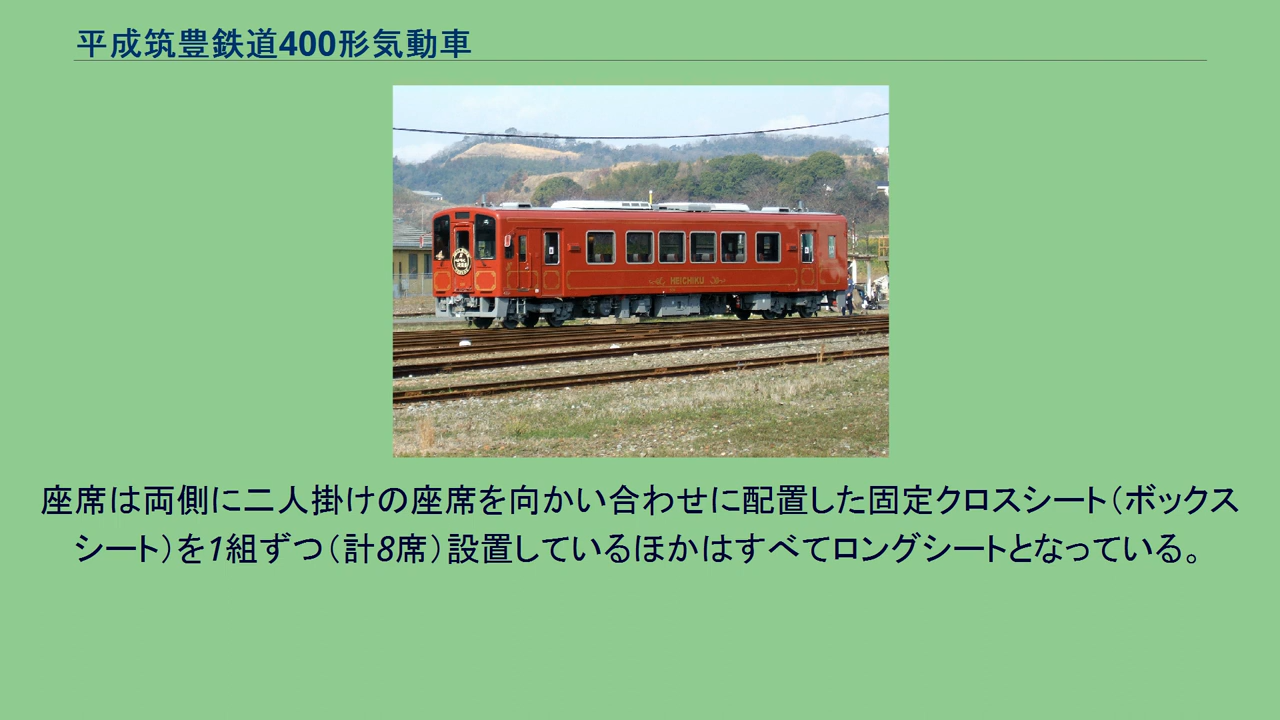 平成筑豊鉄道400形気動車
HEICHIKU
座席は両側に二人掛けの座席を向かい合わせに配置した固定クロスシート（ボックス
シート）を1組ずつ（計8席）設置しているほかはすべてロングシートとなっている。